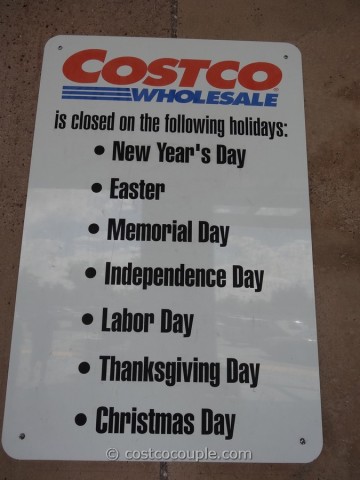 COSTCO
WHOLESALE
is closed on the following holidays:
• New Year's Day
• Easter
• Memorial Day
• Independence Day
• Labor Day
• Thanksgiving Day
• Christmas Day
© costcocouple.com